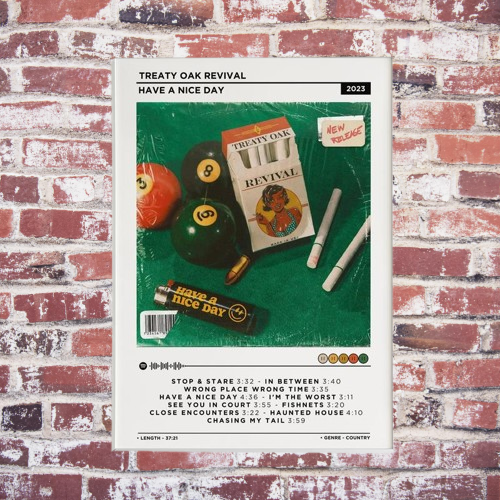 TREATY OAK REVIVAL
HAVE A NICE DAY
2023
NEW
RELEASE
TREATY OAK
REVIVAL
3
8
6
Have a
nice DAY
STOP & STARE 3:32 - IN BETWEEN 3:40
WRONG PLACE WRONG TIME 3:35
HAVE A NICE DAY 4:36 - I'M THE WORST 3:11
SEE YOU IN COURT 3:55 - FISHNETS 3:20
CLOSE ENCOUNTERS 3:22 - HAUNTED HOUSE 4:10
CHASING MY TAIL 3:59
• LENGTH - 37:21
• GENRE - COUNTRY